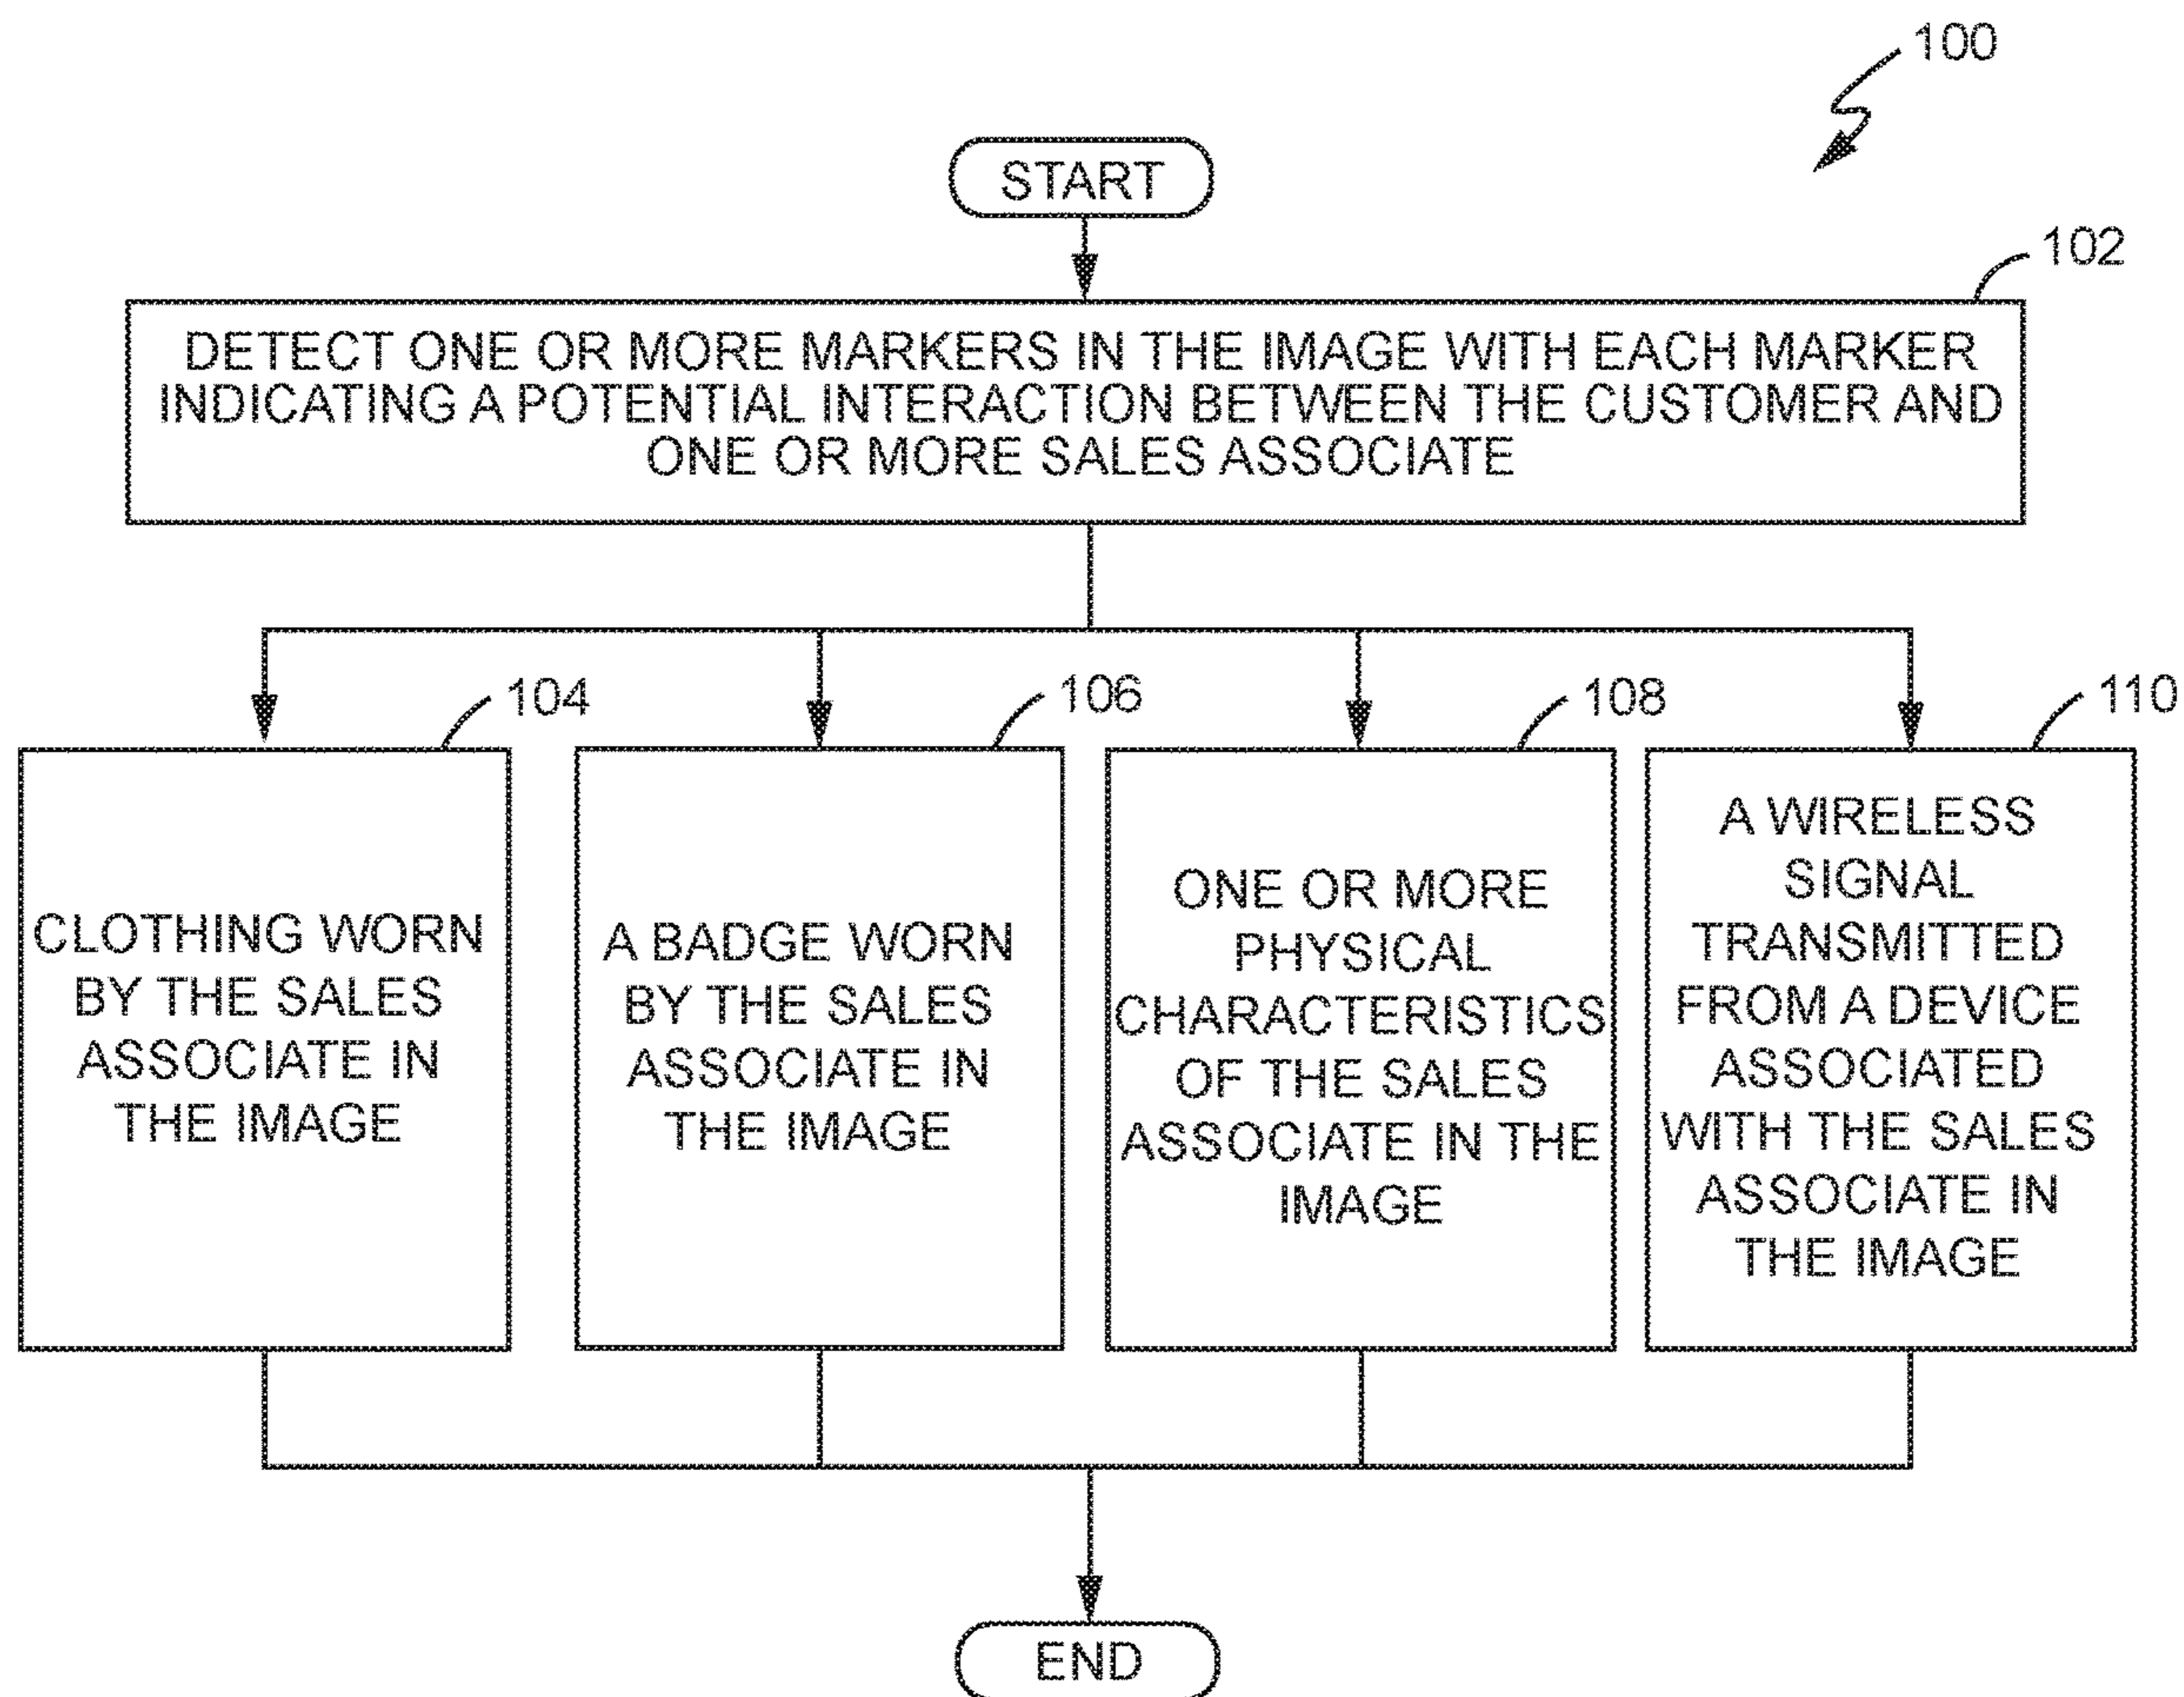 100
START
102
DETECT ONE OR MORE MARKERS IN THE IMAGE WITH EACH MARKER
INDICATING A POTENTIAL INTERACTION BETWEEN THE CUSTOMER AND
ONE OR MORE SALES ASSOCIATE
104
CLOTHING WORN
BY THE SALES
ASSOCIATE IN
THE IMAGE
106
A BADGE WORN
BY THE SALES
ASSOCIATE IN
THE IMAGE
108
ONE OR MORE
PHYSICAL
CHARACTERISTICS
OF THE SALES
ASSOCIATE IN THE
IMAGE
110
A WIRELESS
SIGNAL
TRANSMITTED
FROM A DEVICE
ASSOCIATED
WITH THE SALES
ASSOCIATE IN
THE IMAGE
END